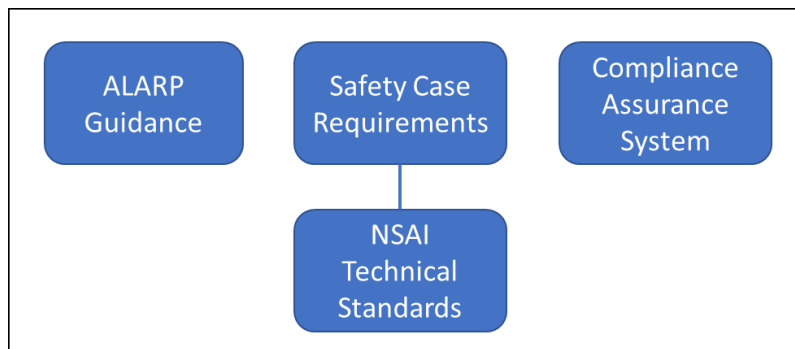 ALARP
Guidance
Safety Case
Requirements
Compliance
Assurance
System
NSAI
Technical
Standards